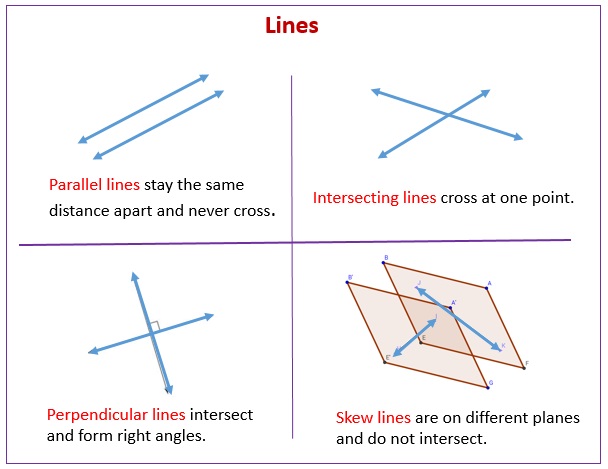 Lines
Parallel lines stay the same
distance apart and never cross.
Intersecting lines cross at one point.
B
B'
A
J
A'
I
E
K
E'
F
G
Perpendicular lines intersect
and form right angles.
Skew lines are on different planes
and do not intersect.